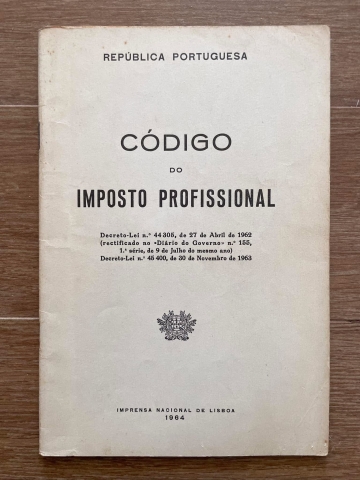 REPÚBLICA PORTUGUESA
CÓDIGO
DO
IMPOSTO PROFISSIONAL
Decreto-Lei n.º 44 305, de 27 de Abril de 1962
(rectificado no «Diário do Governo» n.º 155,
1.ª série, de 9 de Julho do mesmo ano)
Decreto-Lei n.º 45 400, de 30 de Novembro de 1963
IMPRENSA NACIONAL DE LISBOA
1964